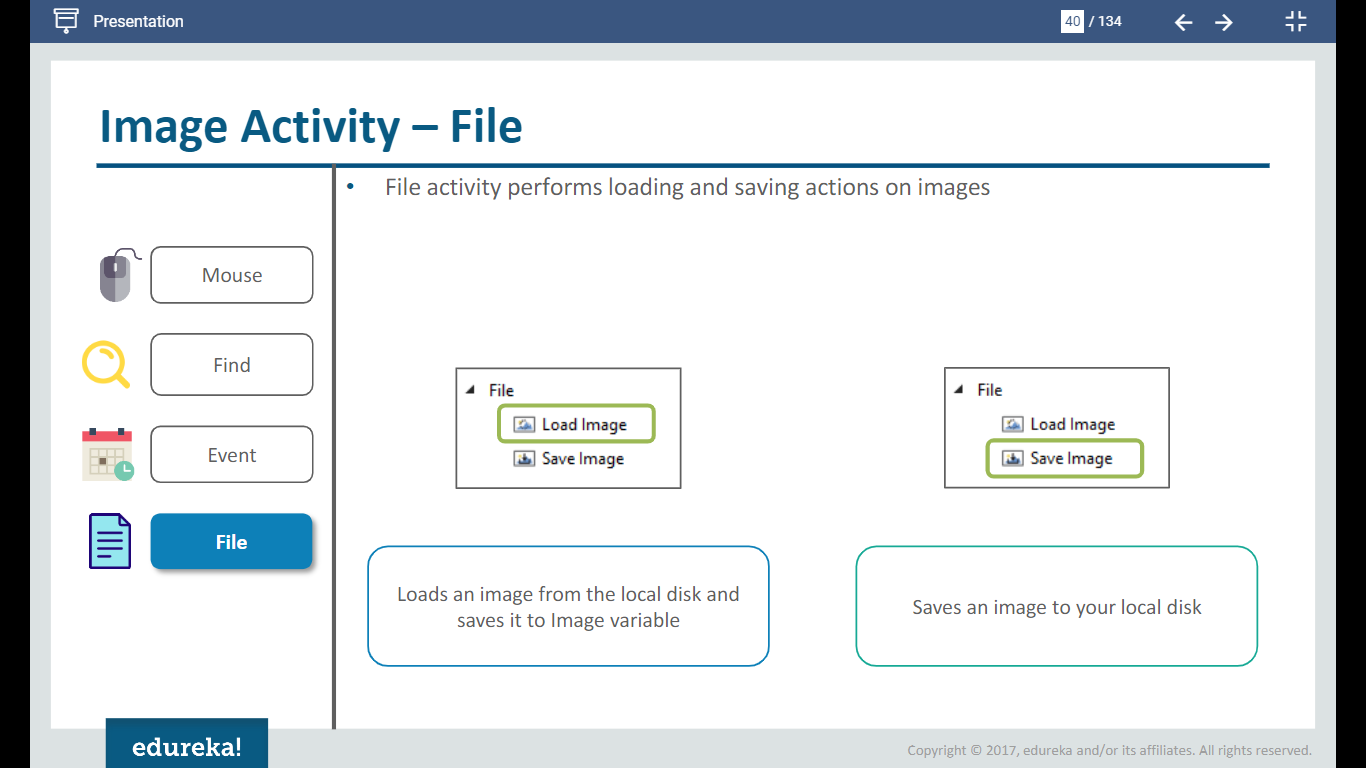 Presentation
40 / 134
Image Activity – File
• File activity performs loading and saving actions on images
Mouse
Find
Event
File
File
Load Image
Save Image
File
Load Image
Save Image
Loads an image from the local disk and
saves it to Image variable
Saves an image to your local disk
edureka!
Copyright © 2017, edureka and/or its affiliates. All rights reserved.